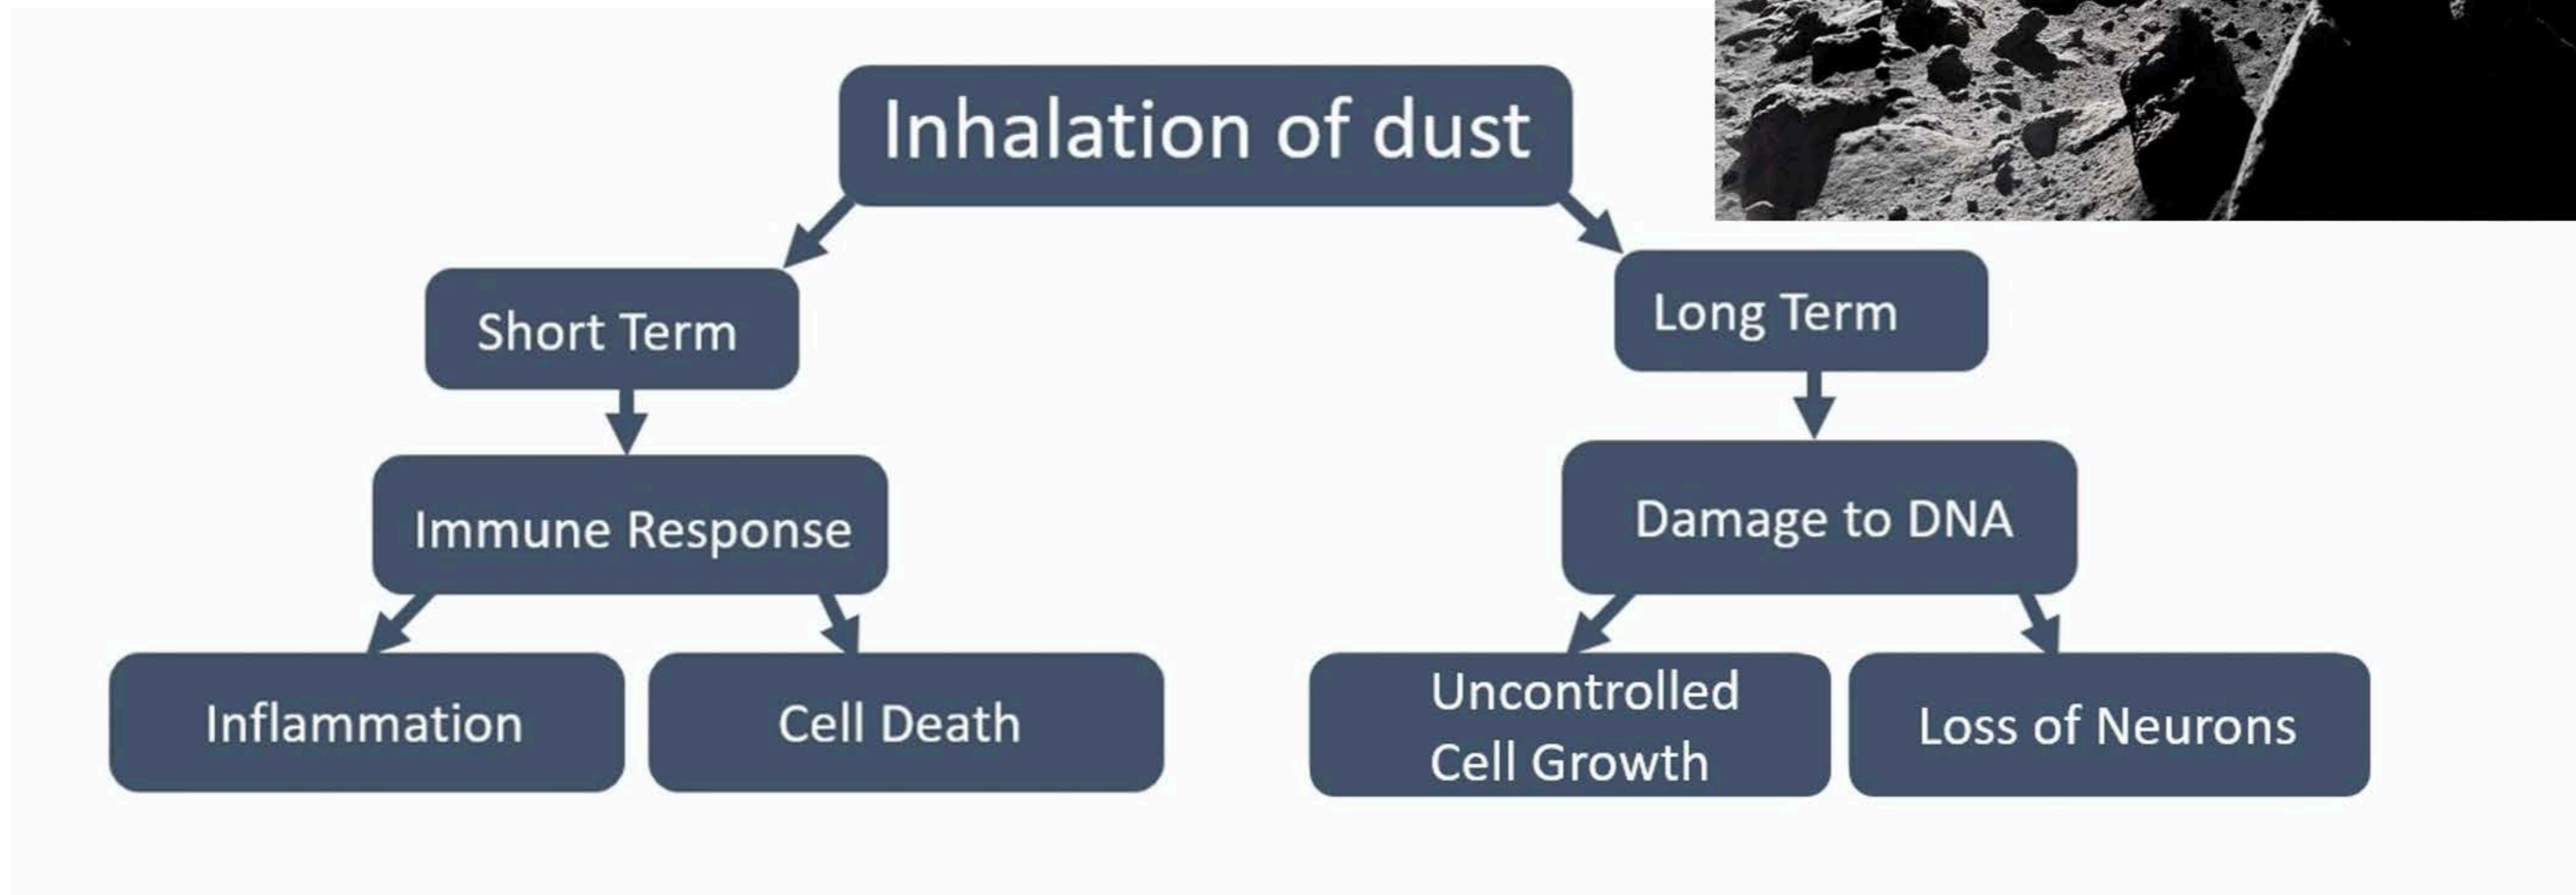 Inhalation of dust
Short Term
Long Term
Immune Response
Damage to DNA
Inflammation
Cell Death
Uncontrolled
Cell Growth
Loss of Neurons